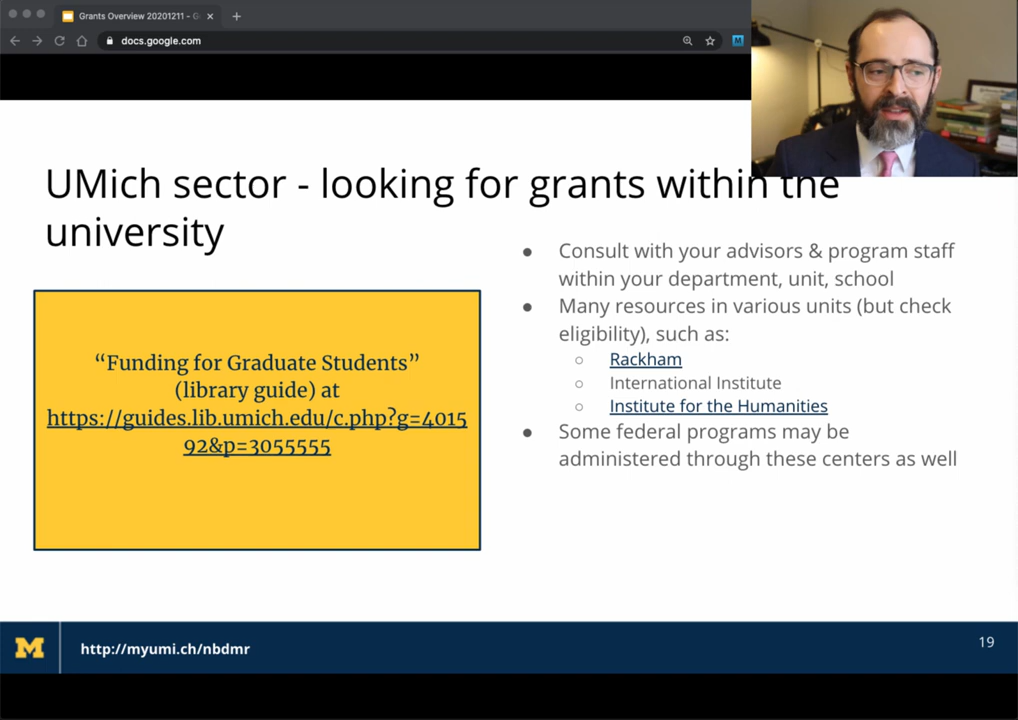 Grants Overview 20201211 - G
docs.google.com
M
UMich sector - looking for grants within the
university
“Funding for Graduate Students”
(library guide) at
https://guides.lib.umich.edu/c.php?g=4015
92&p=3055555
● Consult with your advisors & program staff
within your department, unit, school
● Many resources in various units (but check
eligibility), such as:
○ Rackham
○ International Institute
○ Institute for the Humanities
● Some federal programs may be
administered through these centers as well
M
http://myumi.ch/nbdmr
19